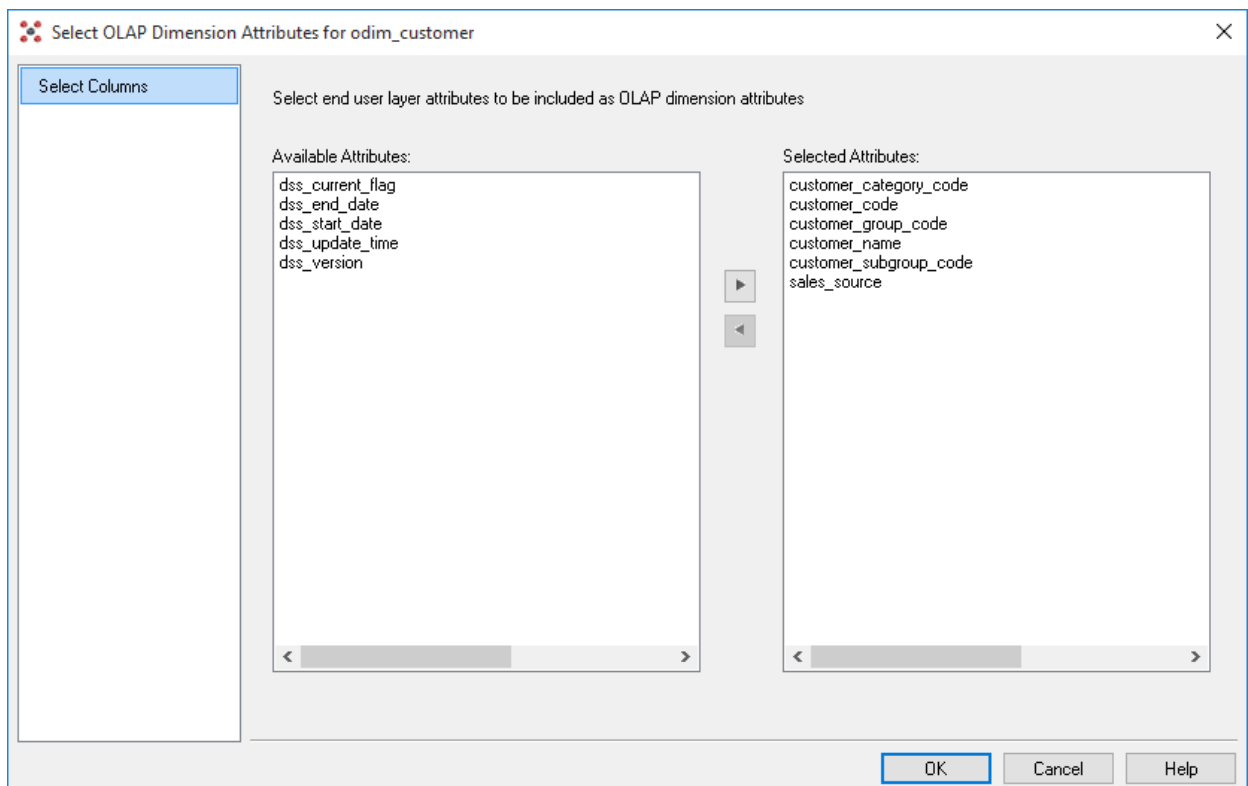 Select OLAP Dimension Attributes for odim_customer
Select Columns
Select end user layer attributes to be included as OLAP dimension attributes
Available Attributes:
dss_current_flag
dss_end_date
dss_start_date
dss_update_time
dss_version
Selected Attributes:
customer_category_code
customer_code
customer_group_code
customer_name
customer_subgroup_code
sales_source
OK
Cancel
Help